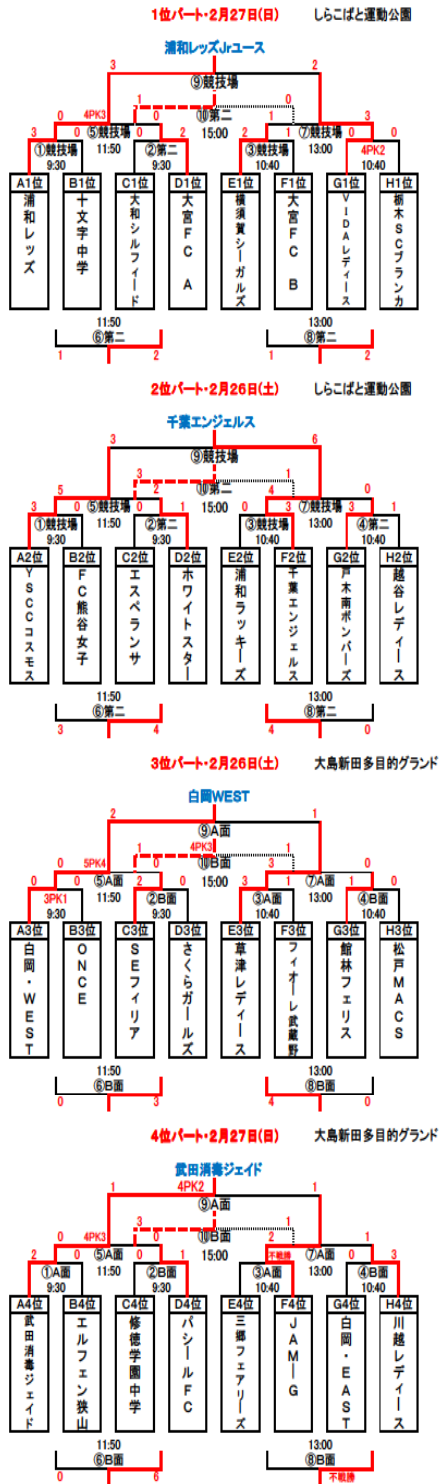 1位パート・2月27日(日) しらこばと運動公園
浦和レッズJrユース
3 2
⑨競技場
1 0
0 4PK3 0 ⑩第二 2 3
3 0 ⑤競技場 0 2 15:00 1 1 ⑦競技場 0 0
①競技場 11:50 ②第二 ③競技場 13:00 4PK2
9:30 9:30 10:40 10:40
A1位 B1位 C1位 D1位 E1位 F1位 G1位 H1位
浦和レッズ
十文字中学
大和シルフィード
大宮FC A
横須賀シーガルズ
大宮FC B
VIDAレディース
栃木SCブランカ
11:50 13:00
⑥第二 ⑧第二
1 2 1 2
2位パート・2月26日(土) しらこばと運動公園
千葉エンジェルス
3 6
⑨競技場
3 1
5 2 ⑩第二 4 0
3 0 ⑤競技場 0 1 15:00 0 3 ⑦競技場 3 1
①競技場 11:50 ②第二 ③競技場 13:00 ④第二
9:30 9:30 10:40 10:40
A2位 B2位 C2位 D2位 E2位 F2位 G2位 H2位
YSCCコスモス
FC熊谷女子
エスペランサ
ホワイトスター
浦和ラッキーズ
千葉エンジェルス
戸木南ボンバーズ
越谷レディース
11:50 13:00
⑥第二 ⑧第二
3 4 4 0
3位パート・2月26日(土) 大島新田多目的グランド
白岡WEST
2 1
⑨A面
1 4PK3 1
0 5PK4 0 ⑩B面 3 0
0 0 ⑤A面 2 0 15:00 3 1 ⑦A面 1 0
3PK1 11:50 ②B面 ③A面 13:00 ④B面
9:30 9:30 10:40 10:40
A3位 B3位 C3位 D3位 E3位 F3位 G3位 H3位
白岡・WEST
ONCE
SEフィリア
さくらガールズ
草津レディース
フィオーレ武蔵野
館林フェリス
松戸MACS
11:50 13:00
⑥B面 ⑧B面
0 3 4 0
4位パート・2月27日(日) 大島新田多目的グランド
武田消毒ジェイド
1 4PK2 1
⑨A面
3 1
0 4PK3 0 ⑩B面 2 1
2 0 ⑤A面 0 1 15:00 不戦勝 ⑦A面 0 3
①A面 11:50 ②B面 ③A面 13:00 ④B面
9:30 9:30 10:40 10:40
A4位 B4位 C4位 D4位 E4位 F4位 G4位 H4位
武田消毒ジェイド
エルフェン狭山
修徳学園中学
パシールFC
三郷フェアリーズ
JAMーG
白岡・EAST
川越レディース
11:50 13:00
⑥B面 ⑧B面
0 6 不戦勝